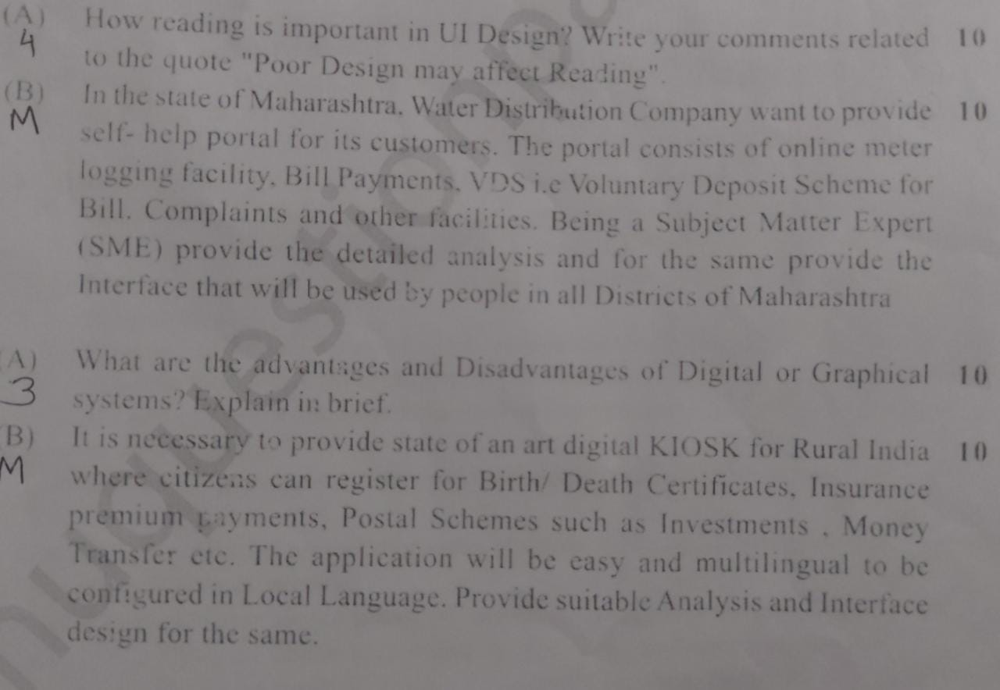 (A) How reading is important in UI Design? Write your comments related 10
4 to the quote "Poor Design may affect Reading".
(B) In the state of Maharashtra, Water Distribution Company want to provide 10
M self- help portal for its customers. The portal consists of online meter
logging facility, Bill Payments, VDS i.e Voluntary Deposit Scheme for
Bill. Complaints and other facilities. Being a Subject Matter Expert
(SME) provide the detailed analysis and for the same provide the
Interface that will be used by people in all Districts of Maharashtra
(A) What are the advantages and Disadvantages of Digital or Graphical 10
3 systems? Explain in brief.
(B) It is necessary to provide state of an art digital KIOSK for Rural India 10
M where citizens can register for Birth/ Death Certificates, Insurance
premium payments, Postal Schemes such as Investments , Money
Transfer etc. The application will be easy and multilingual to be
configured in Local Language. Provide suitable Analysis and Interface
design for the same.